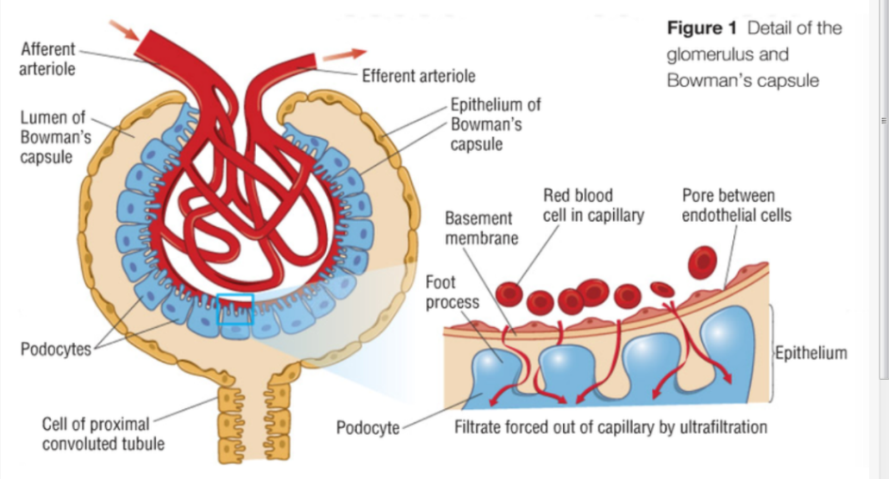 Figure 1 Detail of the
glomerulus and
Bowman's capsule
Afferent
arteriole
Efferent arteriole
Lumen of
Bowman's
capsule
Epithelium of
Bowman's
capsule
Red blood
cell in capillary
Pore between
endothelial cells
Basement
membrane
Foot
process
Podocytes
Epithelium
Cell of proximal
convoluted tubule
Podocyte
Filtrate forced out of capillary by ultrafiltration